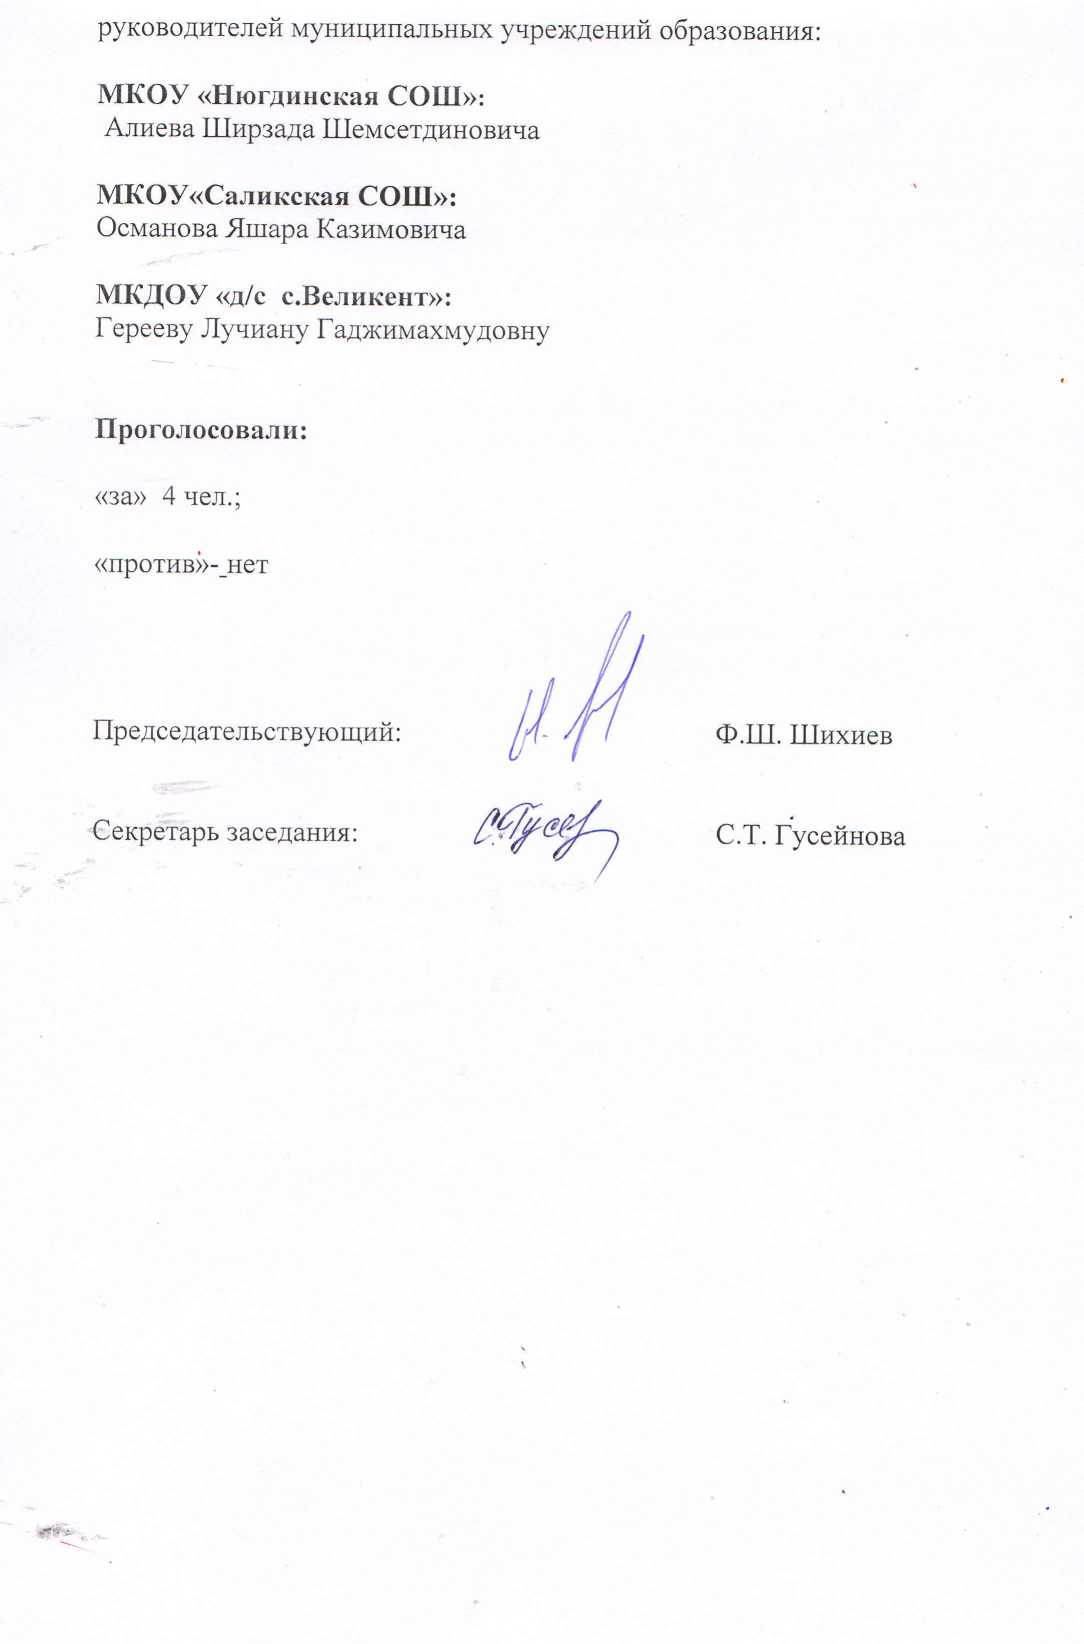 руководителей муниципальных учреждений образования:
МКОУ «Нюгдинская СОШ»:
Алиева Ширзада Шемсетдиновича
МКОУ«Саликская СОШ»:
Османова Яшара Казимовича
МКДОУ «д/с с.Великент»:
Герееву Лучиану Гаджимахмудовну
Проголосовали:
«за» 4 чел.;
«против»- нет
Председательствующий: Ф.Ш. Шихиев
Секретарь заседания: С.Т. Гусейнова